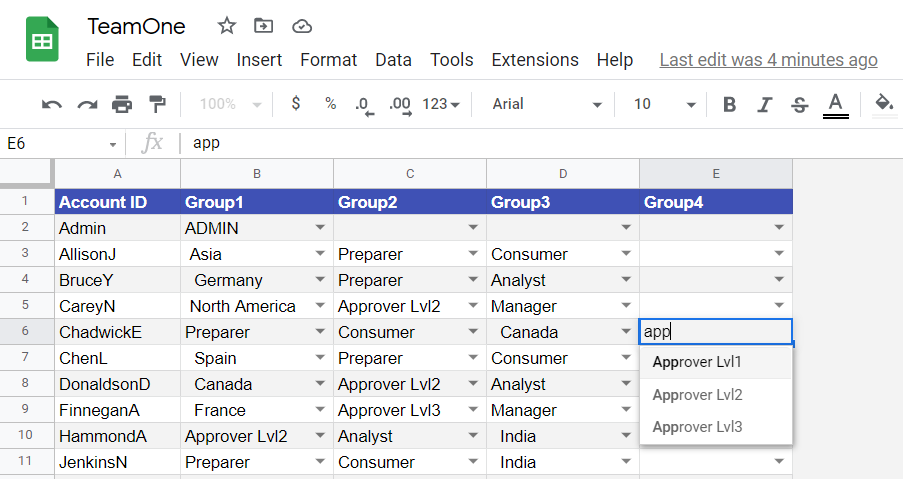 TeamOne
File Edit View Insert Format Data Tools Extensions Help Last edit was 4 minutes ago
100% $ % .0 .00 123 Arial 10 B I S A
E6 fx app
A B C D E
1 Account ID Group1 Group2 Group3 Group4
2 Admin ADMIN
3 AllisonJ Asia Preparer Consumer
4 BruceY Germany Preparer Analyst
5 CareyN North America Approver Lvl2 Manager
6 ChadwickE Preparer Consumer Canada app
7 ChenL Spain Preparer Consumer Approver Lvl1
8 DonaldsonD Canada Approver Lvl2 Analyst Approver Lvl2
9 FinneganA France Approver Lvl3 Manager Approver Lvl3
10 HammondA Approver Lvl2 Analyst India
11 JenkinsN Preparer Consumer India